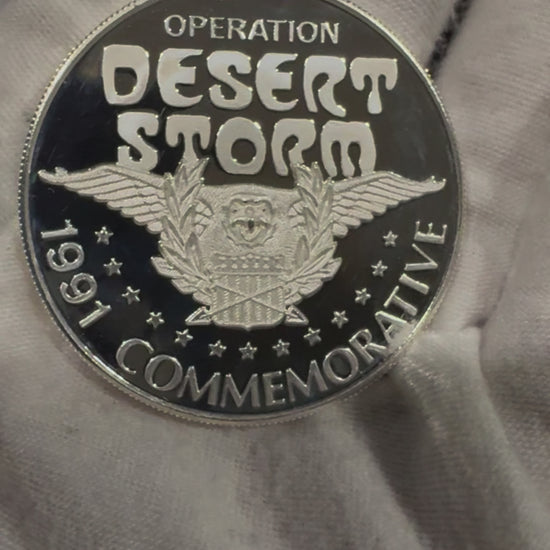 OPERATION
DESERT
STORM
1991 COMMEMORATIVE